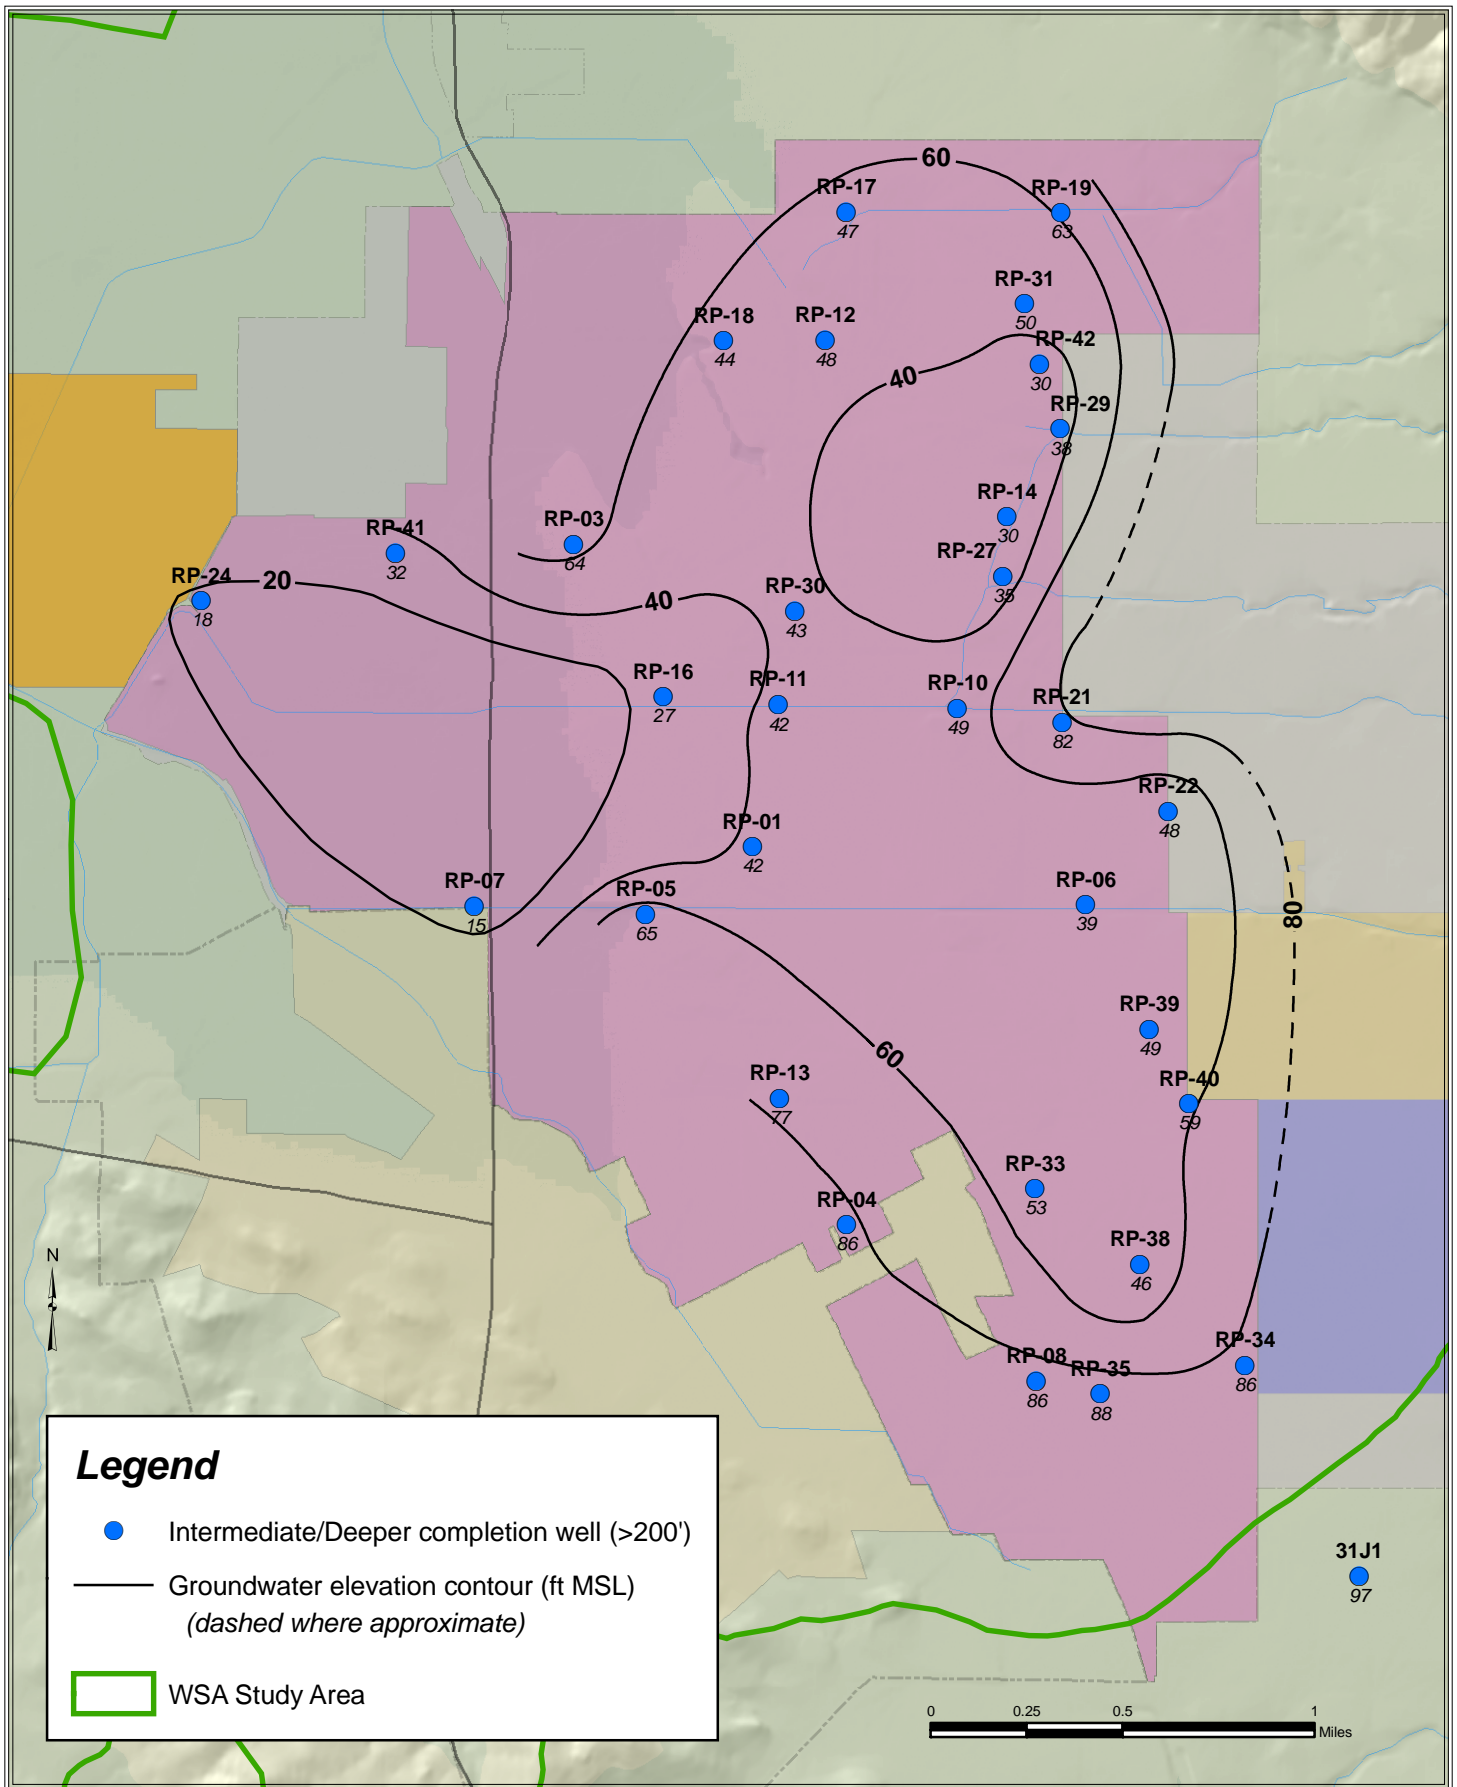 60
RP-17
47
RP-19
63
RP-31
50
RP-18
44
RP-12
48
RP-42
30
40
RP-29
38
RP-14
30
RP-41
32
RP-03
64
RP-27
35
RP-24
18
20
40
RP-30
43
RP-16
27
RP-11
42
RP-10
49
RP-21
82
RP-22
48
RP-01
42
RP-07
15
RP-05
65
RP-06
39
80
RP-39
49
60
RP-13
77
RP-40
59
RP-33
53
RP-04
86
RP-38
46
N
RP-08
86
RP-35
88
RP-34
86
Legend
Intermediate/Deeper completion well (>200')
Groundwater elevation contour (ft MSL)
(dashed where approximate)
WSA Study Area
31J1
97
0 0.25 0.5 1
Miles